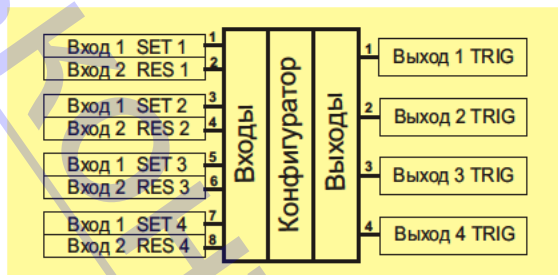 Вход 1 SET 1 1
Вход 2 RES 1 2
Вход 1 SET 2 3
Вход 2 RES 2 4
Вход 1 SET 3 5
Вход 2 RES 3 6
Вход 1 SET 4 7
Вход 2 RES 4 8
Входы
Конфигуратор
Выходы
1 Выход 1 TRIG
2 Выход 2 TRIG
3 Выход 3 TRIG
4 Выход 4 TRIG